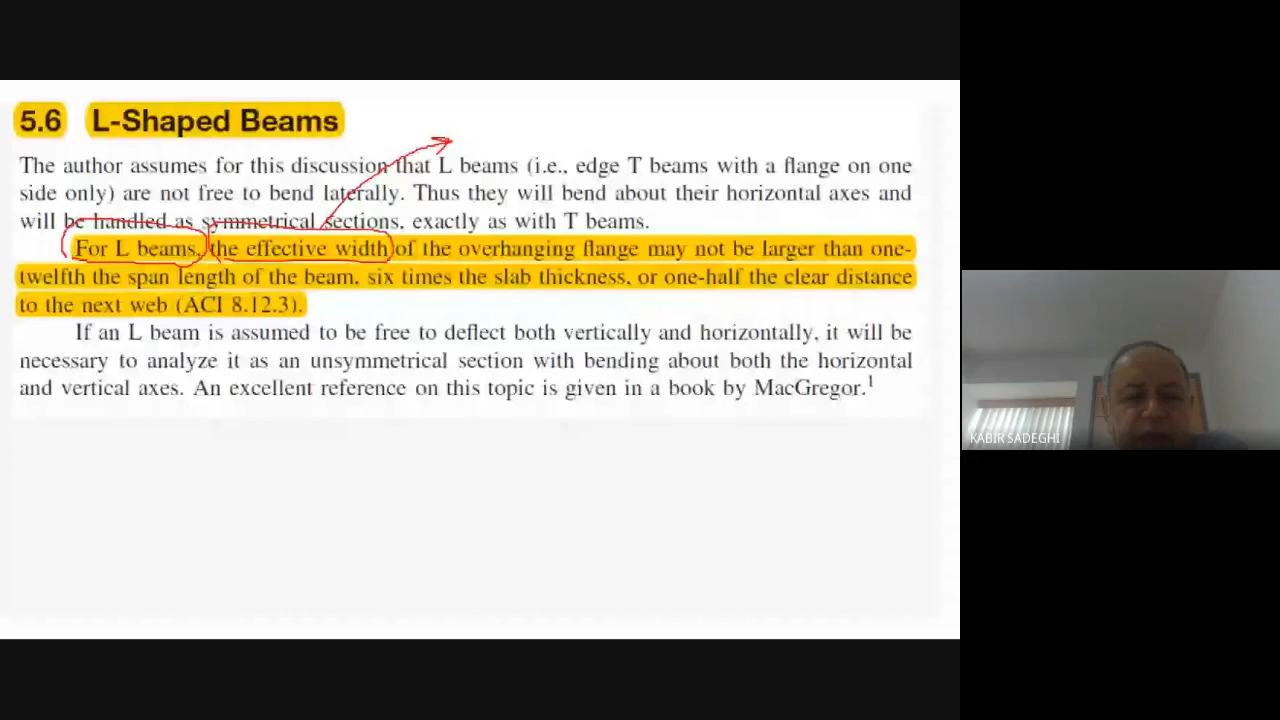 5.6 L-Shaped Beams
The author assumes for this discussion that L beams (i.e., edge T beams with a flange on one
side only) are not free to bend laterally. Thus they will bend about their horizontal axes and
will be handled as symmetrical sections, exactly as with T beams.
For L beams, the effective width of the overhanging flange may not be larger than one-
twelfth the span length of the beam, six times the slab thickness, or one-half the clear distance
to the next web (ACI 8.12.3).
If an L beam is assumed to be free to deflect both vertically and horizontally, it will be
necessary to analyze it as an unsymmetrical section with bending about both the horizontal
and vertical axes. An excellent reference on this topic is given in a book by MacGregor.1
KABIR SADEGHI